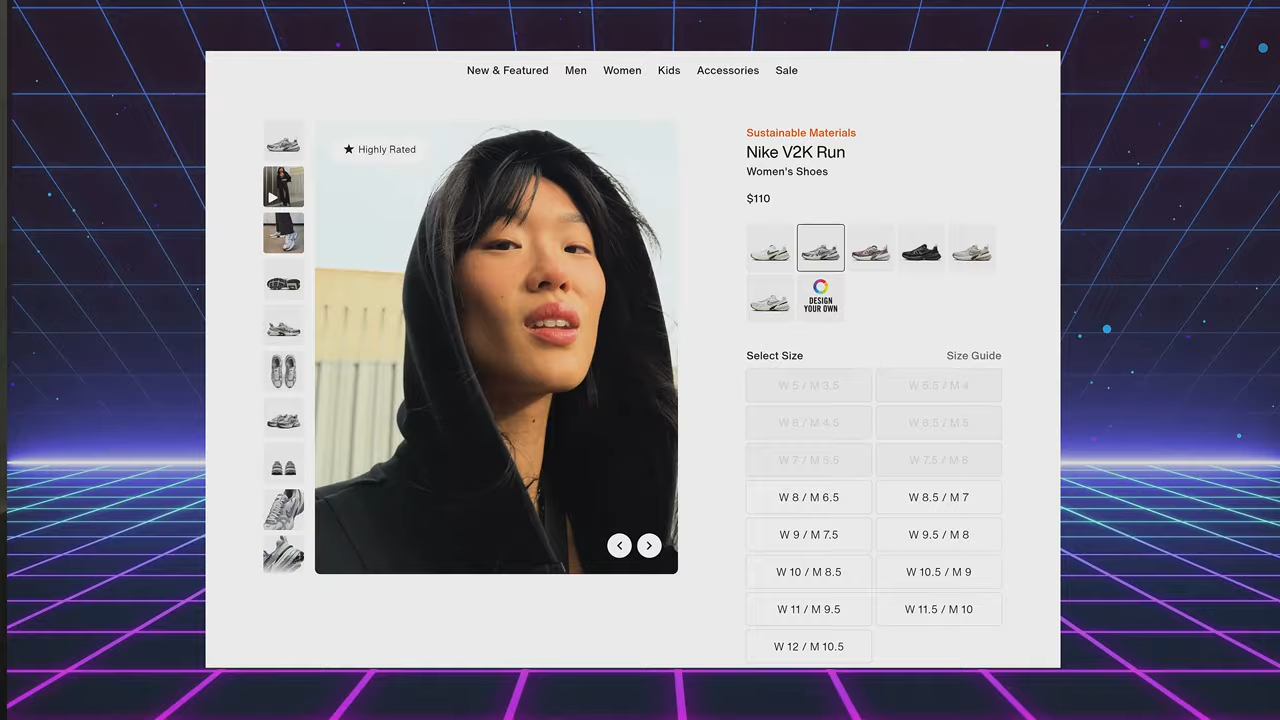 New & Featured Men Women Kids Accessories Sale
Highly Rated
Sustainable Materials
Nike V2K Run
Women's Shoes
$110
DESIGN
YOUR OWN
Select Size Size Guide
W 5 / M 3.5 W 5.5 / M 4
W 6 / M 4.5 W 6.5 / M 5
W 7 / M 5.5 W 7.5 / M 6
W 8 / M 6.5 W 8.5 / M 7
W 9 / M 7.5 W 9.5 / M 8
W 10 / M 8.5 W 10.5 / M 9
W 11 / M 9.5 W 11.5 / M 10
W 12 / M 10.5